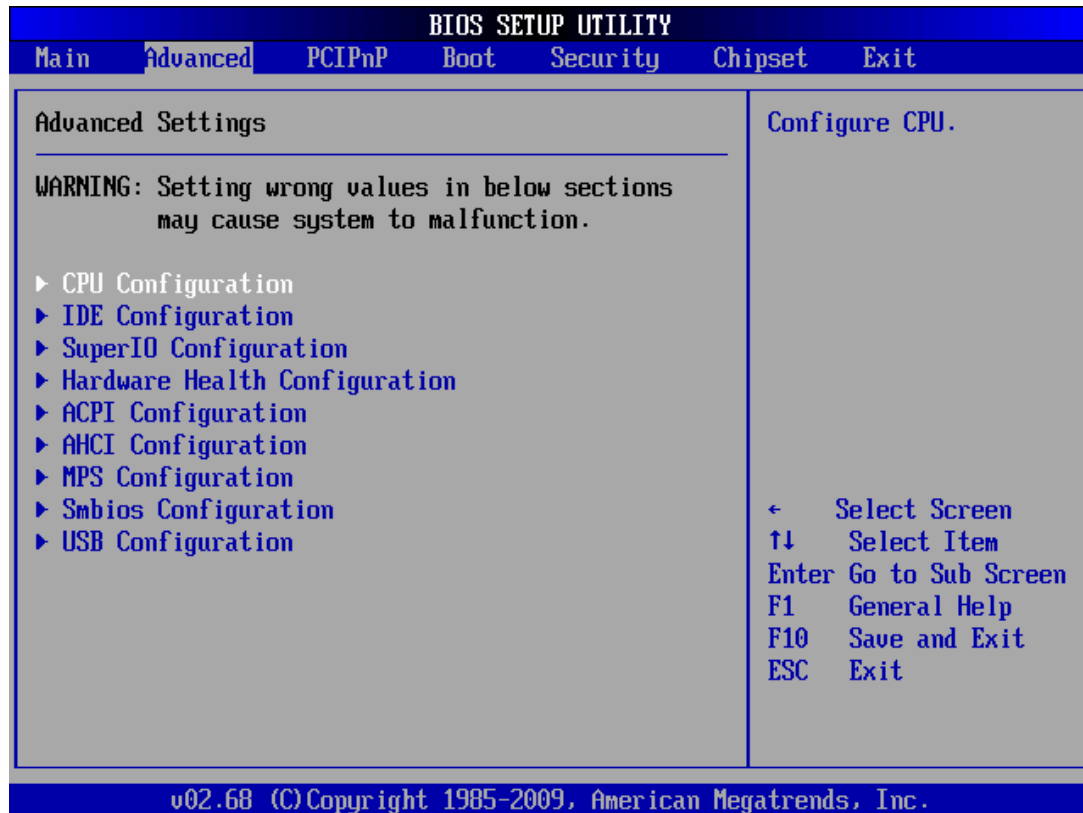 BIOS SETUP UTILITY
Main Advanced PCIPnP Boot Security Chipset Exit
Advanced Settings
WARNING: Setting wrong values in below sections
may cause system to malfunction.
▶ CPU Configuration
▶ IDE Configuration
▶ SuperIO Configuration
▶ Hardware Health Configuration
▶ ACPI Configuration
▶ AHCI Configuration
▶ MPS Configuration
▶ Smbios Configuration
▶ USB Configuration
Configure CPU.
← Select Screen
↑↓ Select Item
Enter Go to Sub Screen
F1 General Help
F10 Save and Exit
ESC Exit
v02.68 (C)Copyright 1985-2009, American Megatrends, Inc.